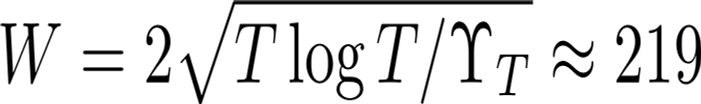 W = 2√(T log T/ϒ_T) ≈ 219